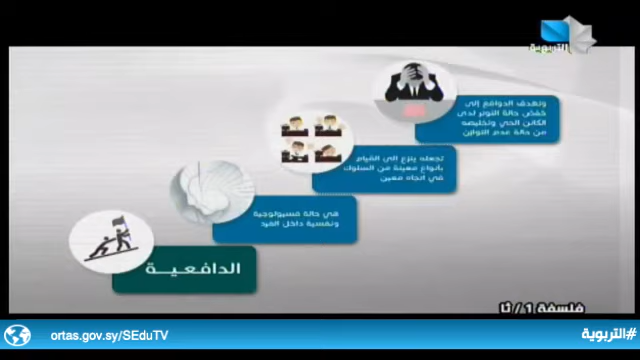 التربوية
وتهدف الدوافع إلى
خفض حالة التوتر لدى
الكائن الحي وتخليصه
من حالة عدم التوازن
تجعله ينزع الى القيام
بأنواع معينة من السلوك
في اتجاه معين
هي حالة فسيولوجية
ونفسية داخل الفرد
الدافعيـــة
فلسفة 1 / ثا
ortas.gov.sy/SEduTV
#التربوية